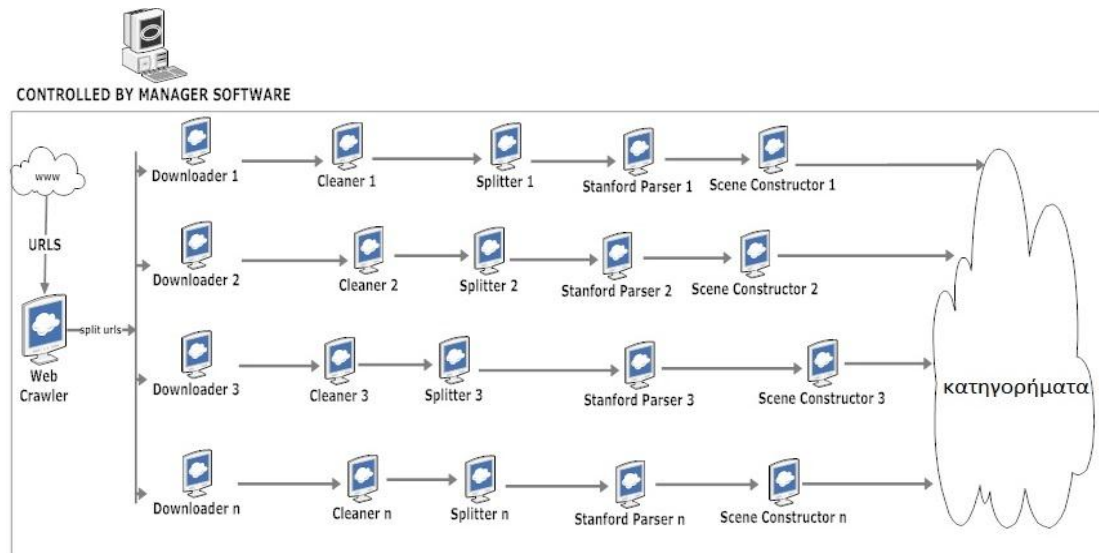 CONTROLLED BY MANAGER SOFTWARE
www
URLS
Web
Crawler
split urls
Downloader 1
Cleaner 1
Splitter 1
Stanford Parser 1
Scene Constructor 1
Downloader 2
Cleaner 2
Splitter 2
Stanford Parser 2
Scene Constructor 2
Downloader 3
Cleaner 3
Splitter 3
Stanford Parser 3
Scene Constructor 3
Downloader n
Cleaner n
Splitter n
Stanford Parser n
Scene Constructor n
κατηγορήματα